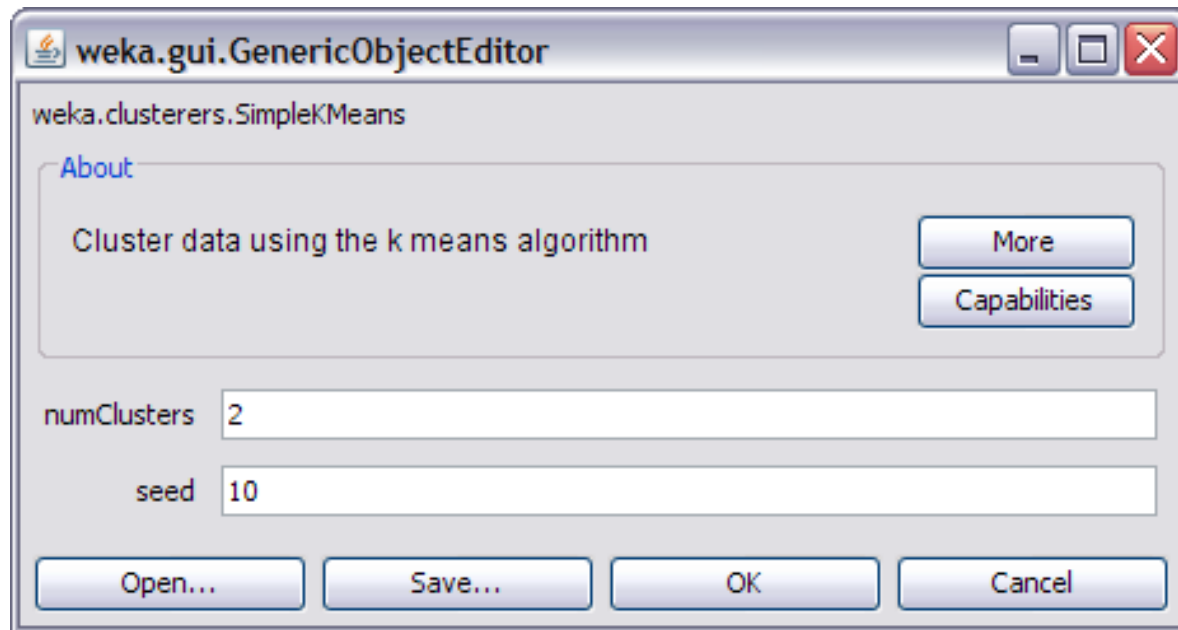 weka.gui.GenericObjectEditor
weka.clusterers.SimpleKMeans
About
Cluster data using the k means algorithm
More
Capabilities
numClusters 2
seed 10
Open... Save... OK Cancel